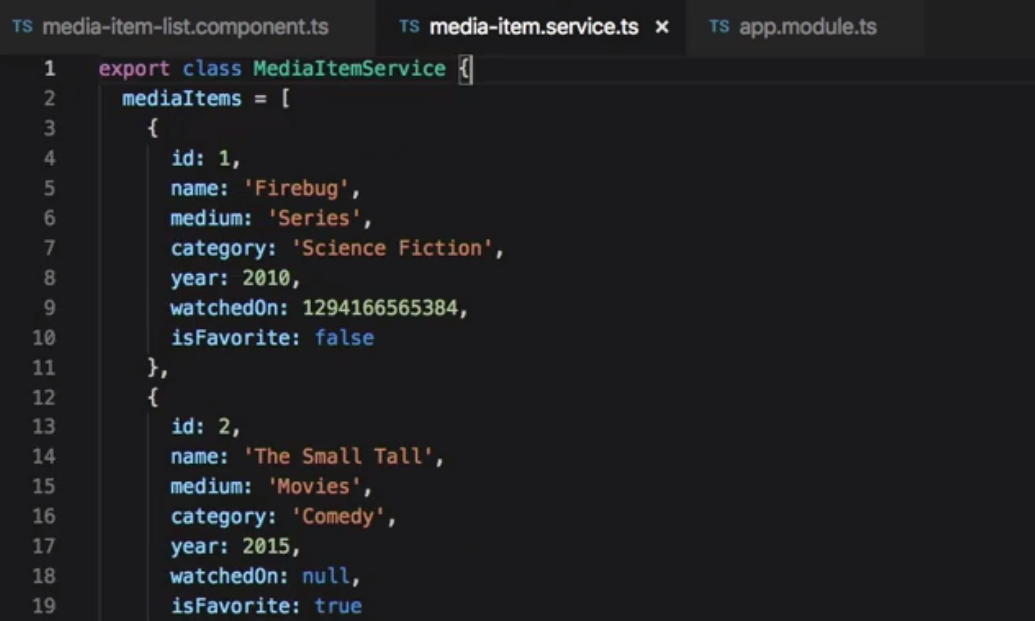 TS media-item-list.component.ts TS media-item.service.ts × TS app.module.ts
1 export class MediaItemService {
2 mediaItems = [
3 {
4 id: 1,
5 name: 'Firebug',
6 medium: 'Series',
7 category: 'Science Fiction',
8 year: 2010,
9 watchedOn: 1294166565384,
10 isFavorite: false
11 },
12 {
13 id: 2,
14 name: 'The Small Tall',
15 medium: 'Movies',
16 category: 'Comedy',
17 year: 2015,
18 watchedOn: null,
19 isFavorite: true